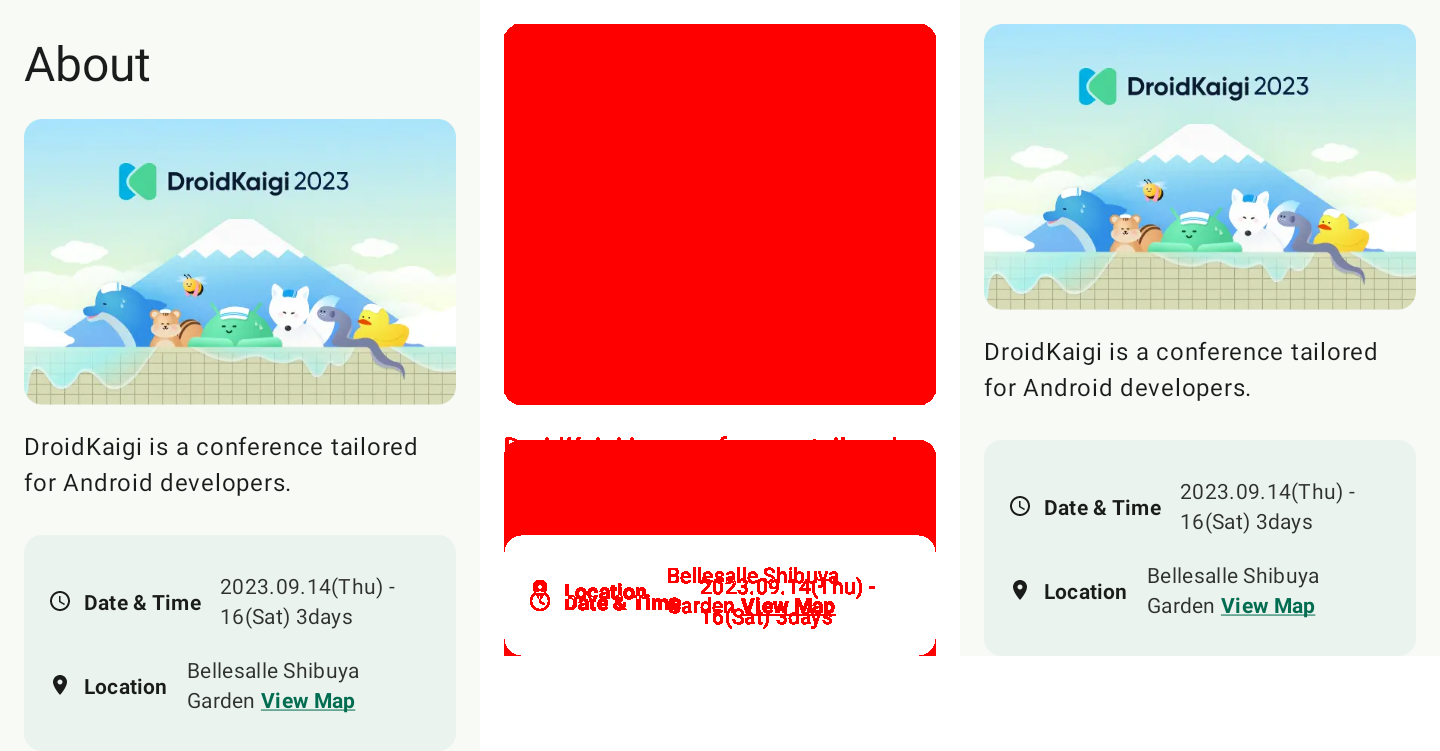 About
DroidKaigi 2023
DroidKaigi is a conference tailored
for Android developers.
Date & Time
2023.09.14(Thu) -
16(Sat) 3days
Location
Bellesalle Shibuya
Garden View Map
Bellesalle Shibuya
Location
2023.09.14(Thu) -
Date & Time
Garden View Map
16(Sat) 3days
DroidKaigi 2023
DroidKaigi is a conference tailored
for Android developers.
Date & Time
2023.09.14(Thu) -
16(Sat) 3days
Location
Bellesalle Shibuya
Garden View Map